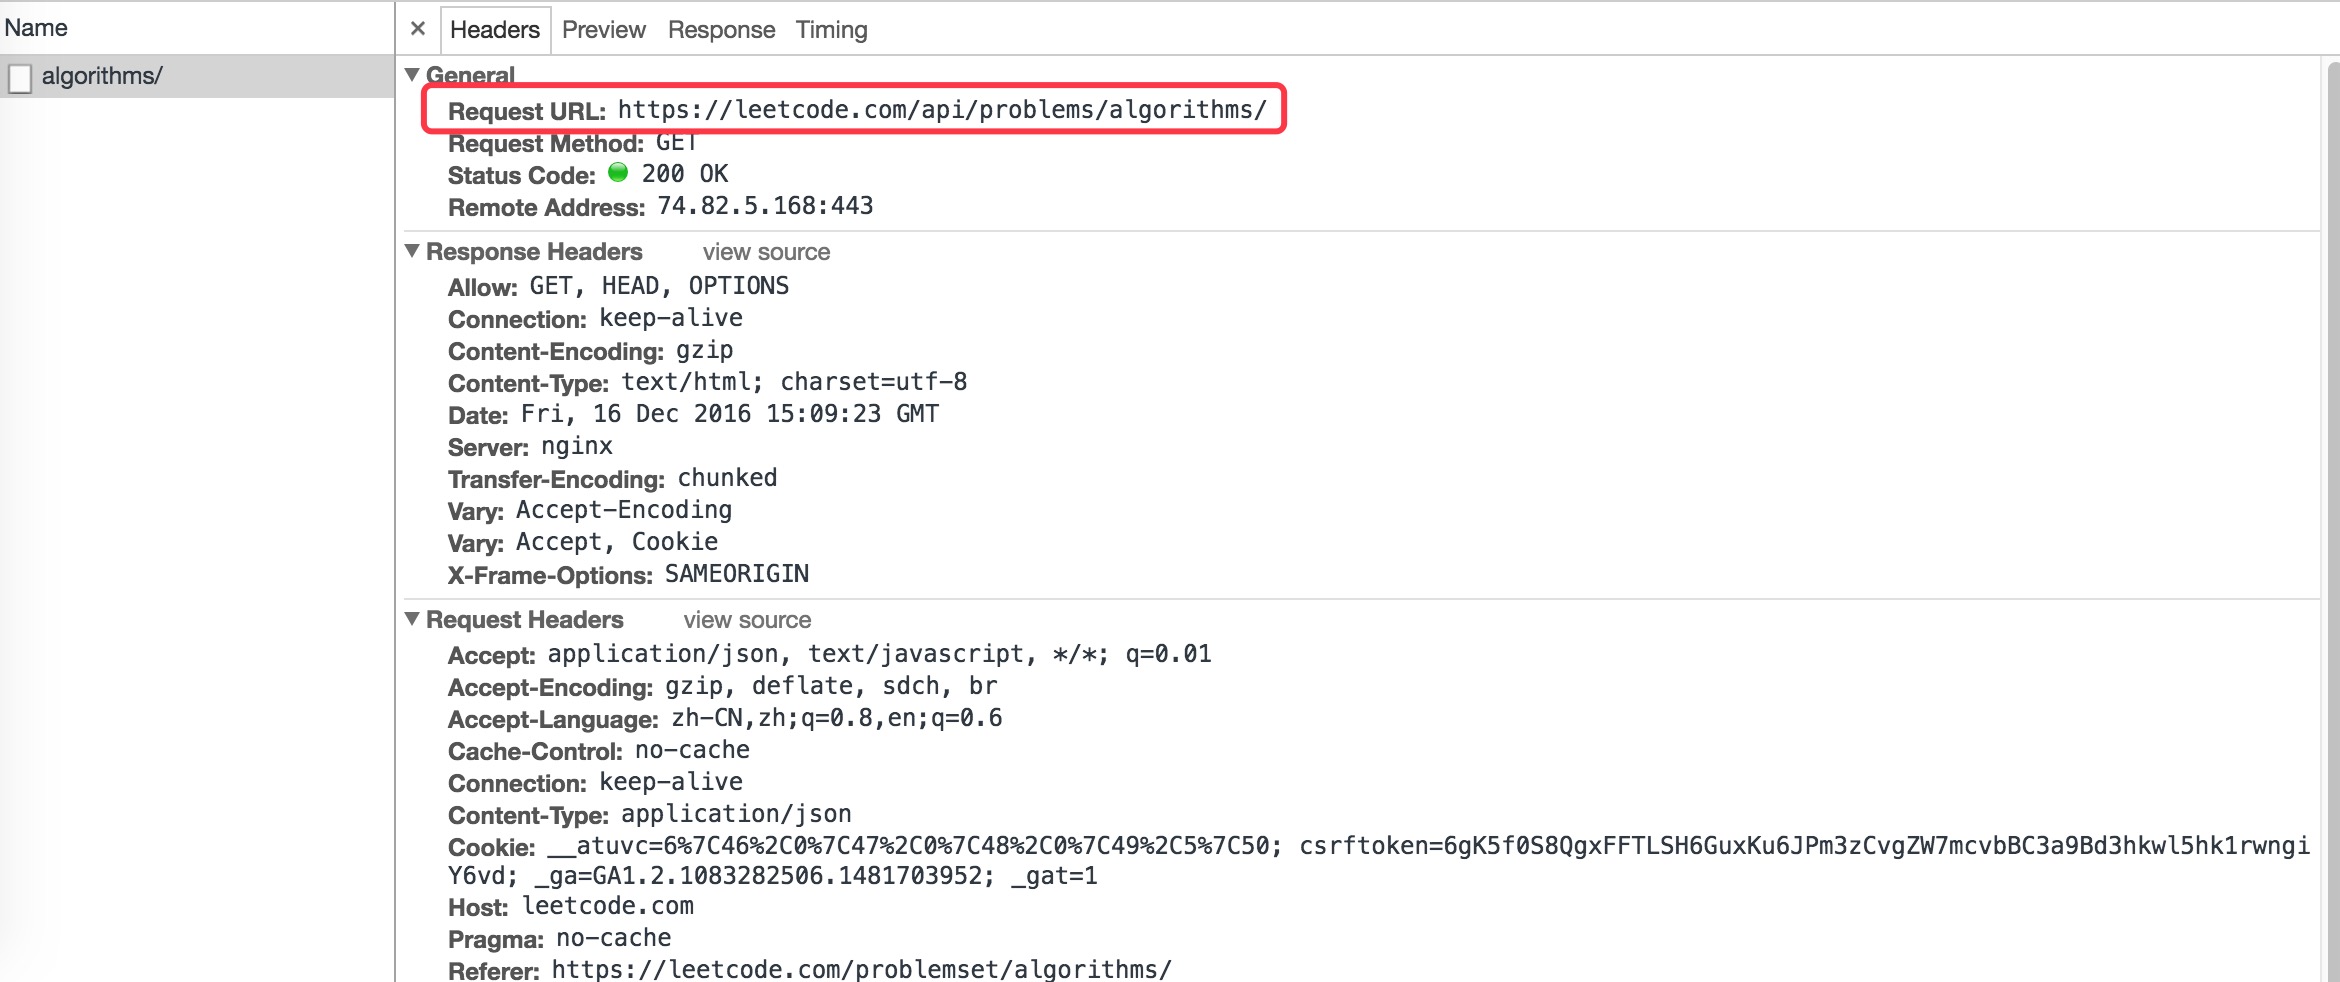 Name
algorithms/
× Headers Preview Response Timing
▼ General
Request URL: https://leetcode.com/api/problems/algorithms/
Request Method: GET
Status Code: 200 OK
Remote Address: 74.82.5.168:443
▼ Response Headers view source
Allow: GET, HEAD, OPTIONS
Connection: keep-alive
Content-Encoding: gzip
Content-Type: text/html; charset=utf-8
Date: Fri, 16 Dec 2016 15:09:23 GMT
Server: nginx
Transfer-Encoding: chunked
Vary: Accept-Encoding
Vary: Accept, Cookie
X-Frame-Options: SAMEORIGIN
▼ Request Headers view source
Accept: application/json, text/javascript, */*; q=0.01
Accept-Encoding: gzip, deflate, sdch, br
Accept-Language: zh-CN,zh;q=0.8,en;q=0.6
Cache-Control: no-cache
Connection: keep-alive
Content-Type: application/json
Cookie: __atuvc=6%7C46%2C0%7C47%2C0%7C48%2C0%7C49%2C5%7C50; csrftoken=6gK5f0S8QgxFFTLSH6GuxKu6JPm3zCvgZW7mcvbBC3a9Bd3hkwl5hk1rwngi
Y6vd; _ga=GA1.2.1083282506.1481703952; _gat=1
Host: leetcode.com
Pragma: no-cache
Referer: https://leetcode.com/problemset/algorithms/